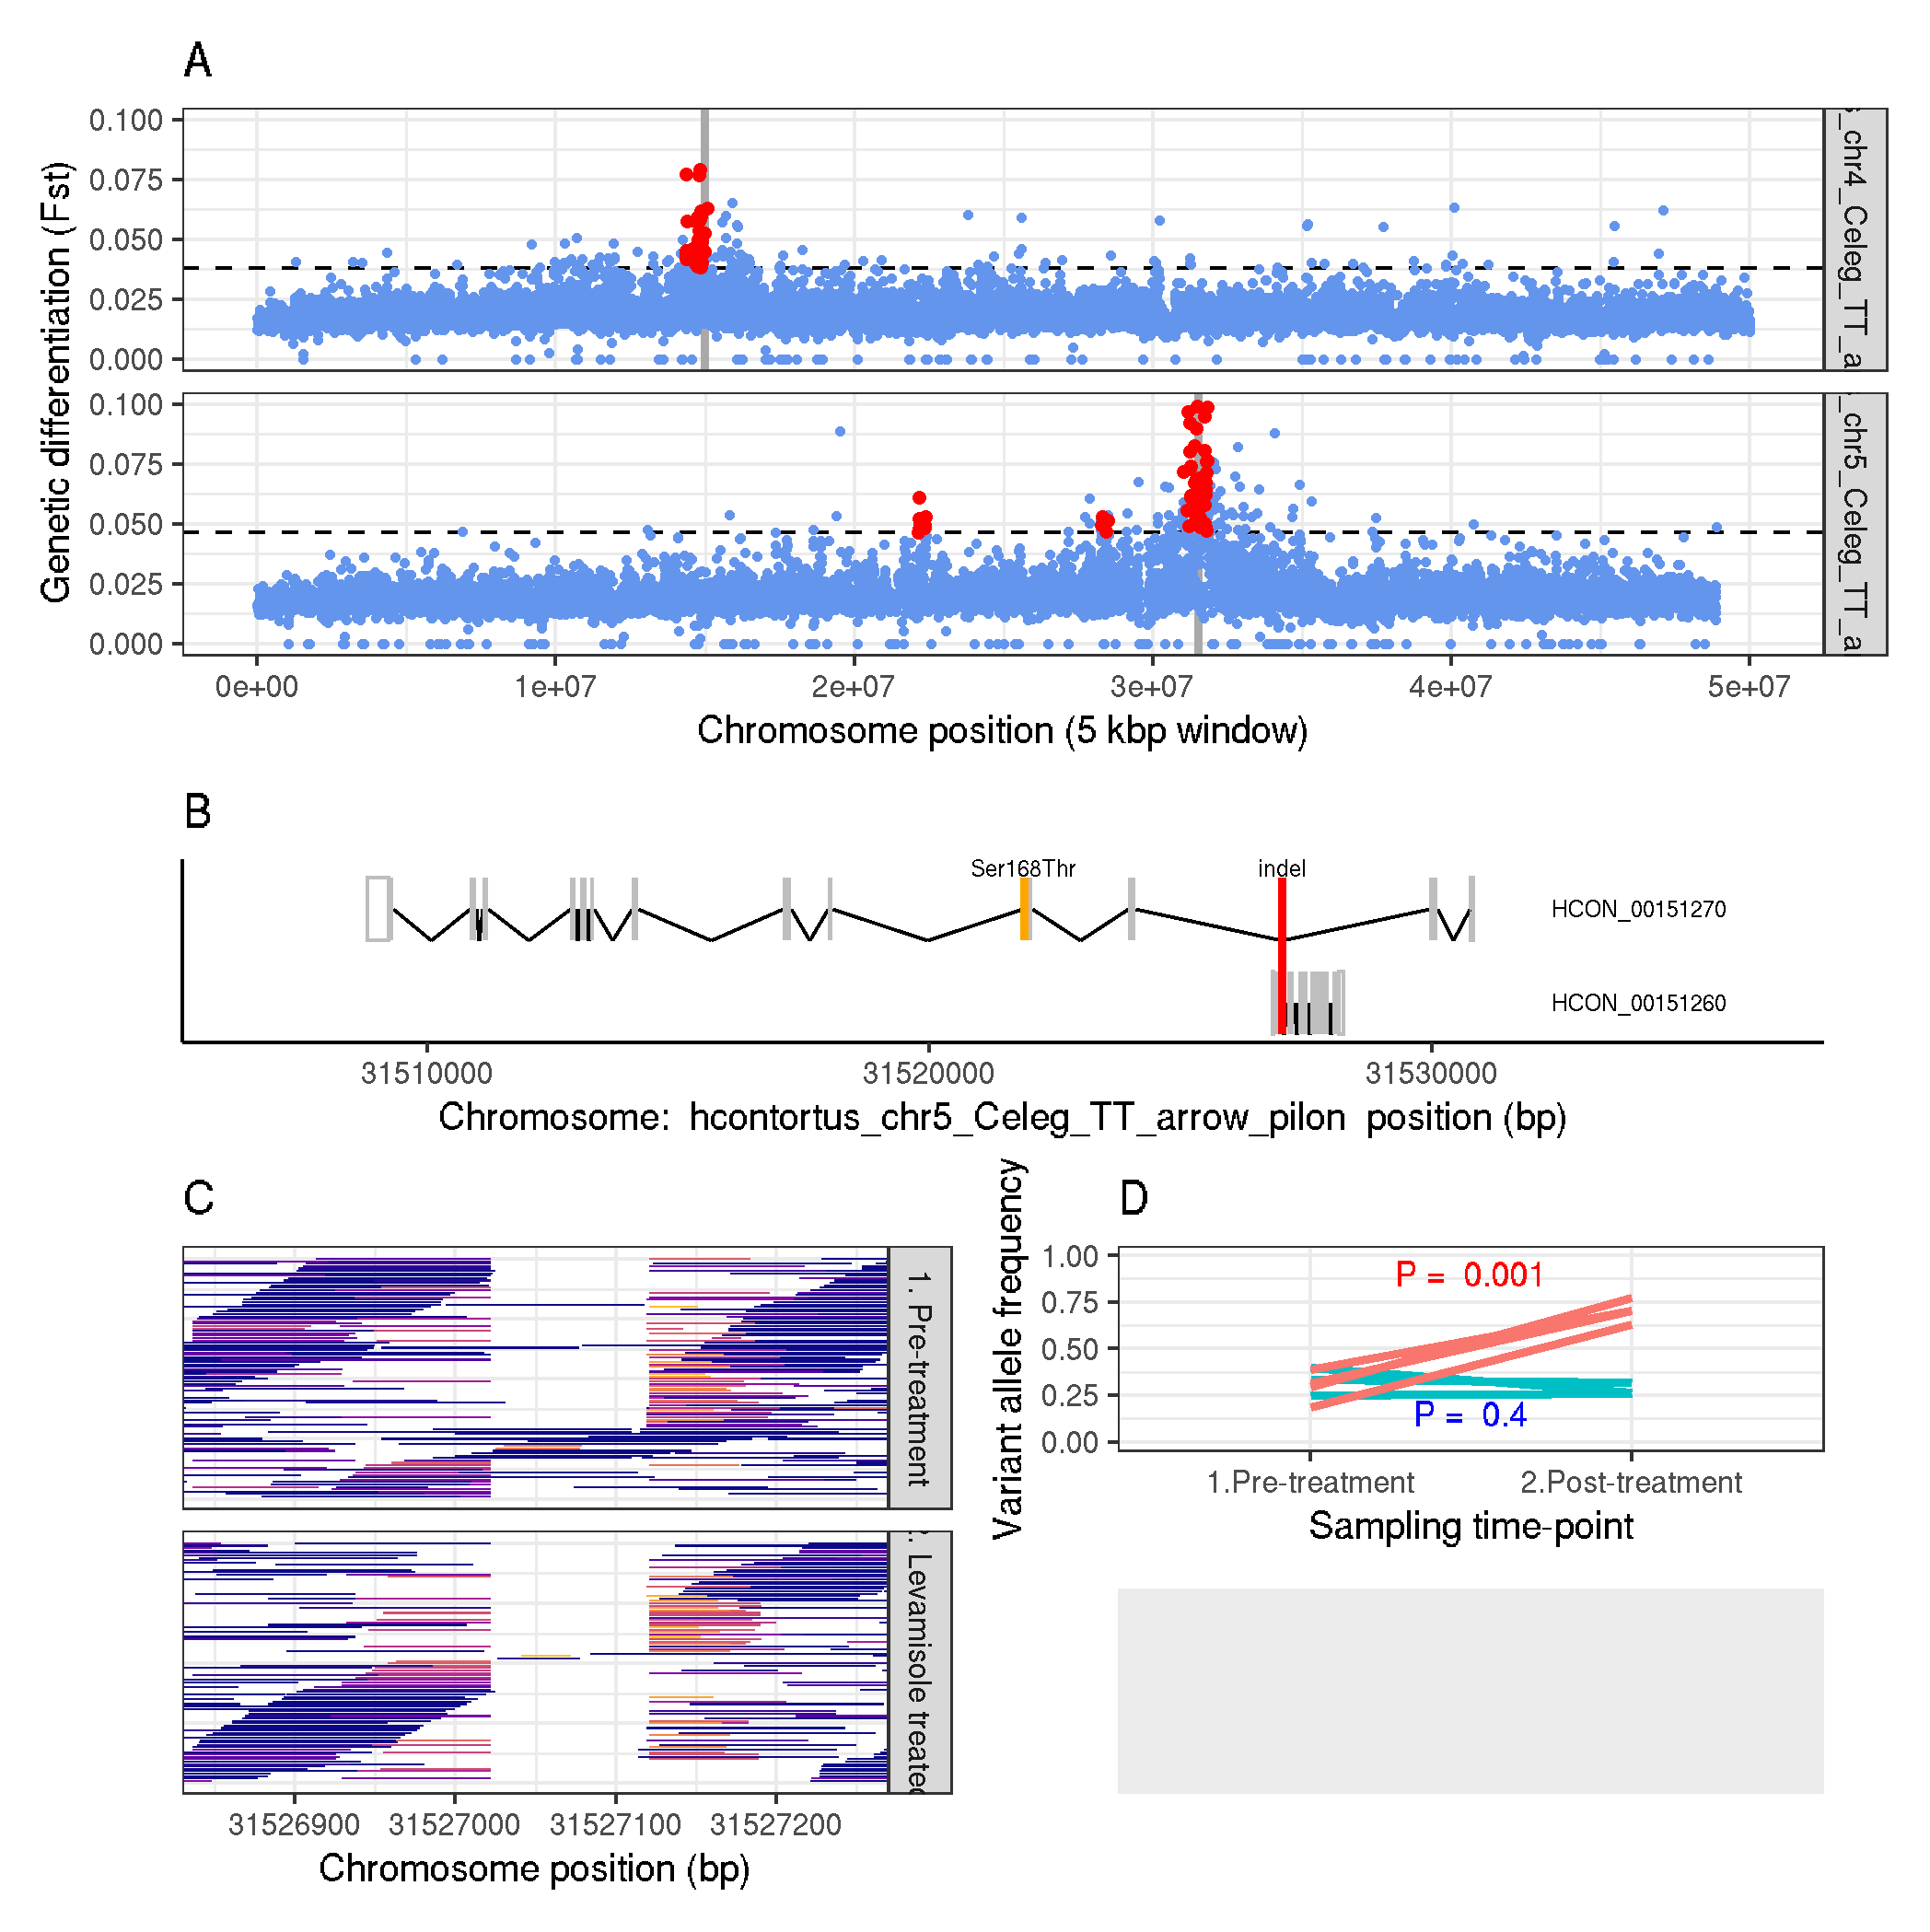 A
Genetic differentiation (Fst)
0.100
0.075
0.050
0.025
0.000
_chr4_Celeg_TT_a
0.100
0.075
0.050
0.025
0.000
_chr5_Celeg_TT_a
0e+00 1e+07 2e+07 3e+07 4e+07 5e+07
Chromosome position (5 kbp window)
B
Ser168Thr indel
HCON_00151270
HCON_00151260
31510000 31520000 31530000
Chromosome: hcontortus_chr5_Celeg_TT_arrow_pilon position (bp)
C
1. Pre-treatment
2. Levamisole treated
31526900 31527000 31527100 31527200
Chromosome position (bp)
D
Variant allele frequency
1.00
0.75
0.50
0.25
0.00
P = 0.001
P = 0.4
1.Pre-treatment 2.Post-treatment
Sampling time-point